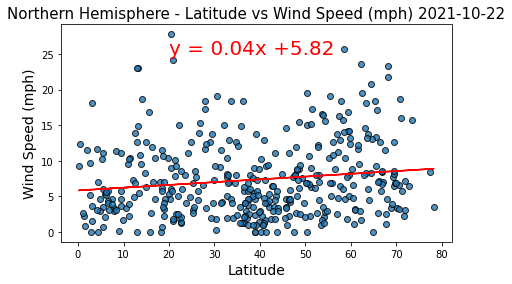 Northern Hemisphere - Latitude vs Wind Speed (mph) 2021-10-22
y = 0.04x +5.82
Wind Speed (mph)
25
20
15
10
5
0
0 10 20 30 40 50 60 70 80
Latitude